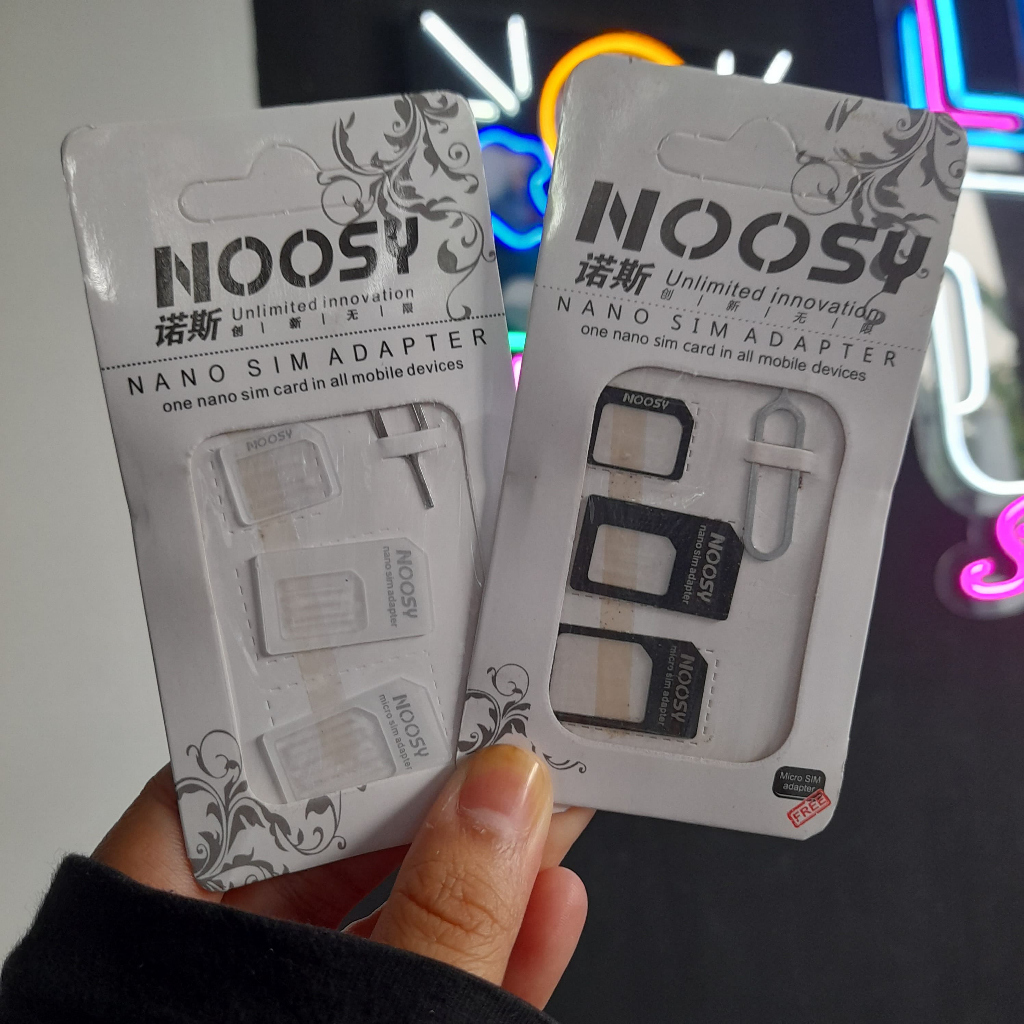 NOOSY
诺斯 Unlimited innovation
创 | 新 | 无 | 限
NANO SIM ADAPTER
one nano sim card in all mobile devices
NOOSY
NOOSY
nano sim adapter
NOOSY
micro sim adapter
NOOSY
诺斯 Unlimited innovation
创 | 新 | 无 | 限
NANO SIM ADAPTER
one nano sim card in all mobile devices
NOOSY
NOOSY
nano sim adapter
NOOSY
micro sim adapter
Micro SIM
adapter
FREE